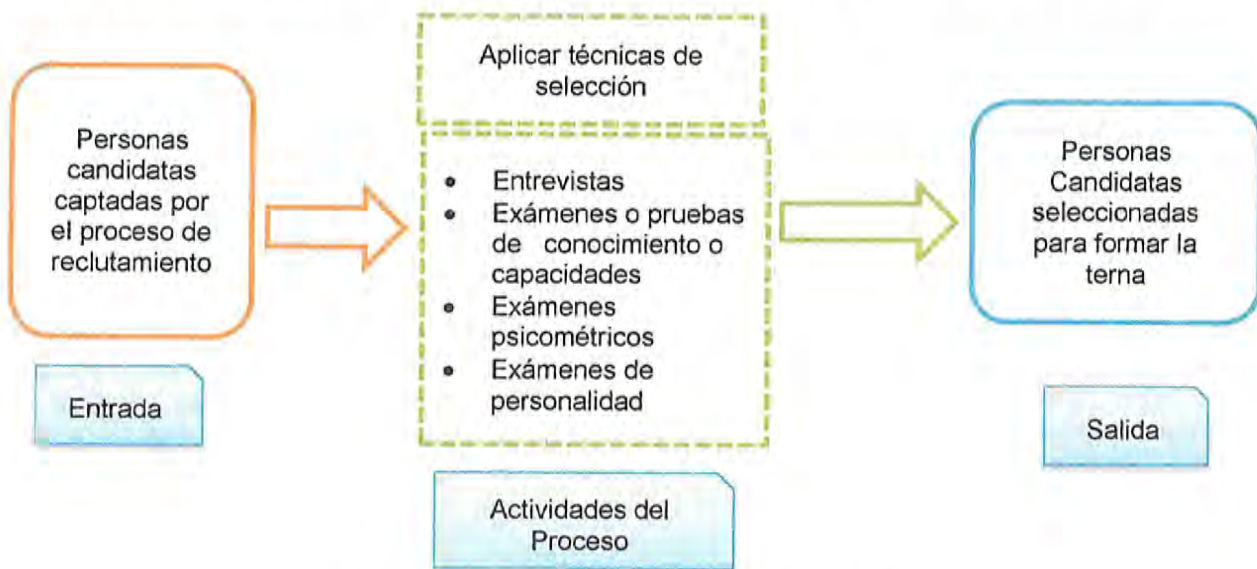 Personas
candidatas
captadas por
el proceso de
reclutamiento
Entrada
Aplicar técnicas de
selección
• Entrevistas
• Exámenes o pruebas
de conocimiento o
capacidades
• Exámenes
psicométricos
• Exámenes de
personalidad
Actividades del
Proceso
Personas
Candidatas
seleccionadas
para formar la
terna
Salida